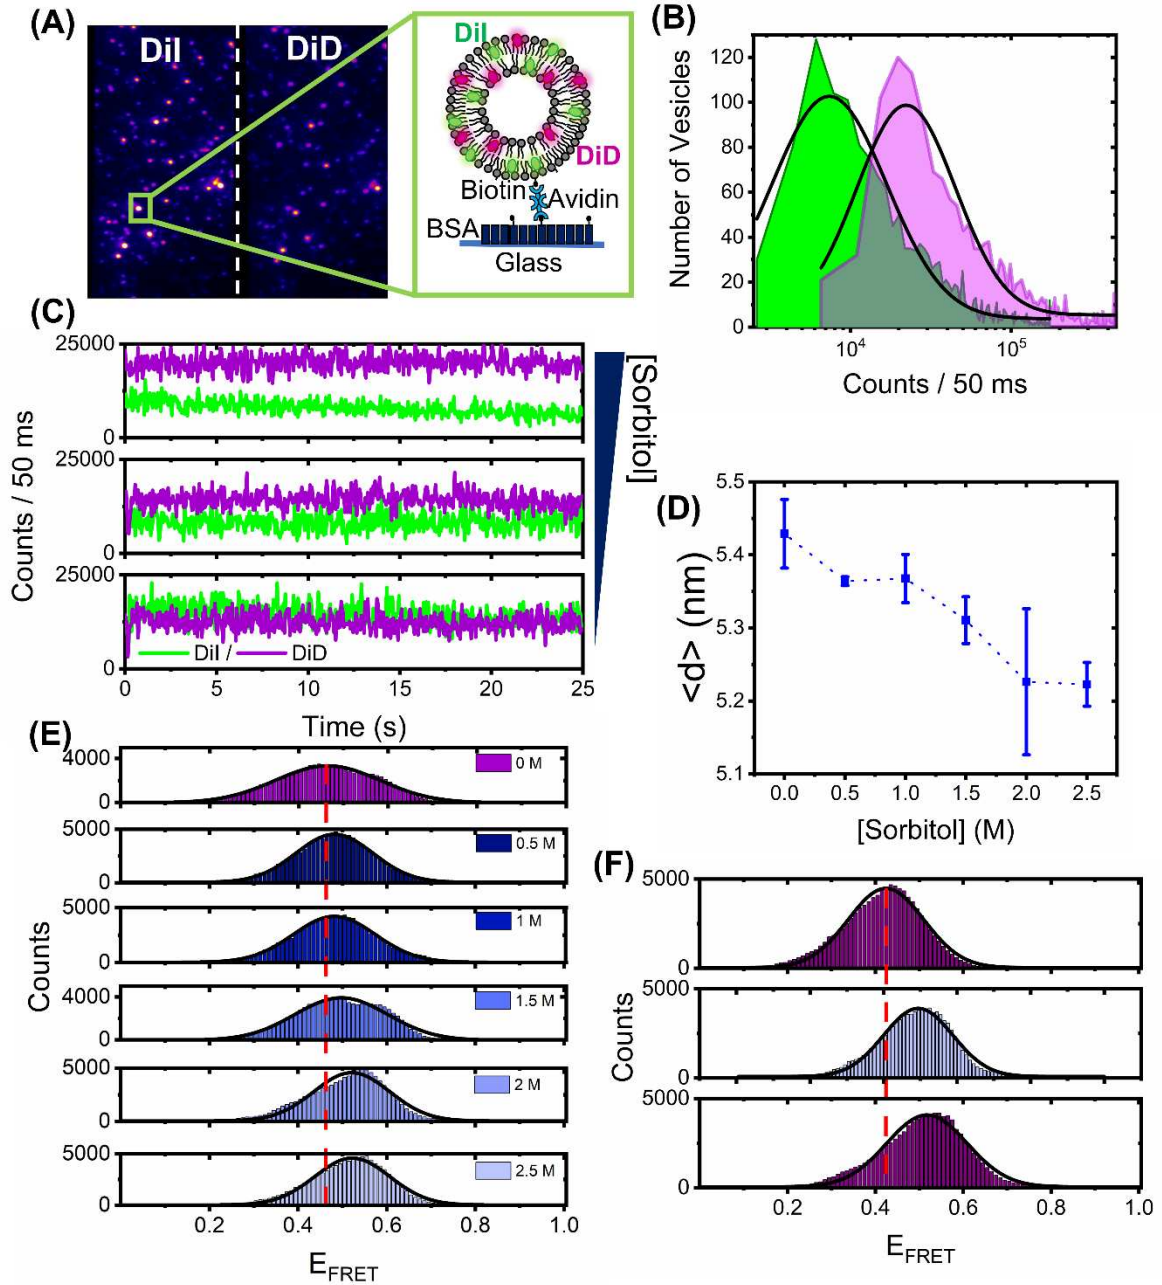 (A)
DiI
DiD
DiI
DiD
Biotin
Avidin
BSA
Glass
(B)
Number of Vesicles
120
100
80
60
40
20
0
10⁴
10⁵
Counts / 50 ms
(C)
25000
0
25000
0
25000
0
Counts / 50 ms
DiI /
DiD
0
5
10
15
20
25
Time (s)
[Sorbitol]
(D)
5.5
5.4
5.3
5.2
5.1
<d> (nm)
0.0
0.5
1.0
1.5
2.0
2.5
[Sorbitol] (M)
(E)
4000
0
0 M
5000
0
0.5 M
5000
0
1 M
4000
0
1.5 M
5000
0
2 M
5000
0
2.5 M
Counts
0.2
0.4
0.6
0.8
1.0
E_FRET
(F)
5000
0
5000
0
5000
0
Counts
0.2
0.4
0.6
0.8
1.0
E_FRET